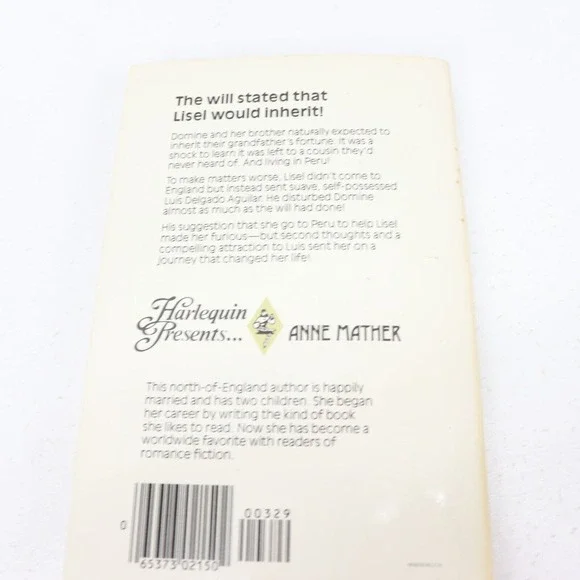 The will stated that
Lisel would inherit!
Domine and her brother naturally expected to
inherit their grandfather's fortune. It was a
shock to learn it was left to a cousin they'd
never heard of. And living in Peru!
To make matters worse, Lisel didn't come to
England but instead sent suave, self-possessed
Luis Delgado Aguilar. He disturbed Domine
almost as much as the will had done!
His suggestion that she go to Peru to help Lisel
made her furious—but second thoughts and a
compelling attraction to Luis sent her on a
journey that changed her life!
Harlequin
Presents...
ANNE MATHER
This north-of-England author is happily
married and has two children. She began
her career by writing the kind of book
she likes to read. Now she has become a
worldwide favorite with readers of
romance fiction.
00329
0
65373 02150